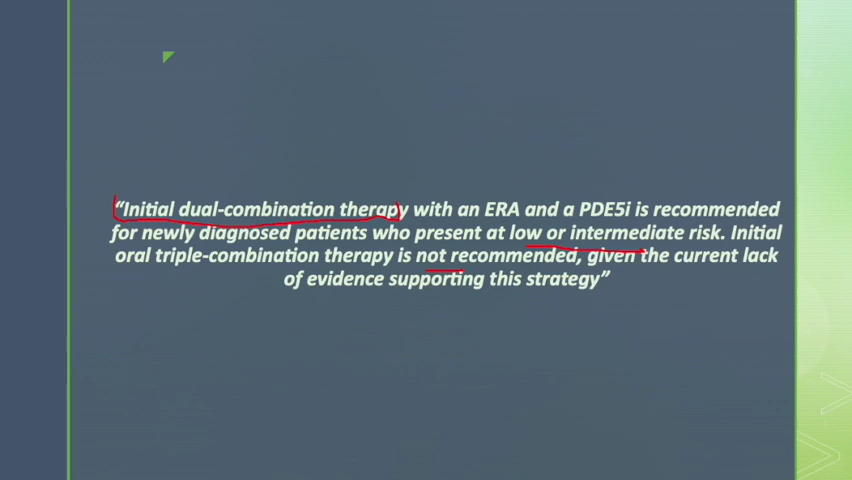 “Initial dual-combination therapy with an ERA and a PDE5i is recommended
for newly diagnosed patients who present at low or intermediate risk. Initial
oral triple-combination therapy is not recommended, given the current lack
of evidence supporting this strategy”